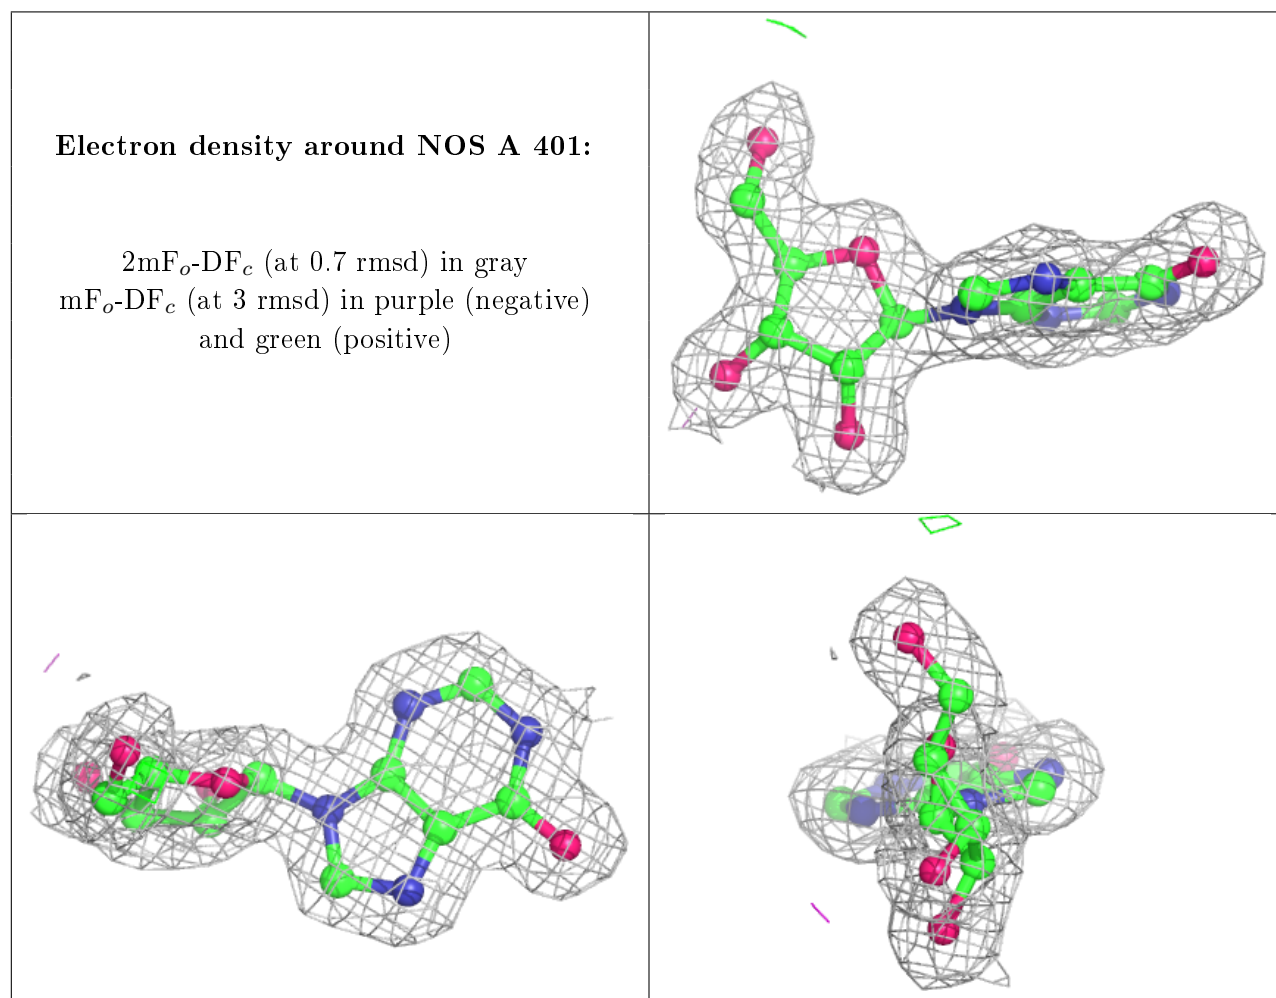 Electron density around NOS A 401:
2mFₒ-DF𝒸 (at 0.7 rmsd) in gray
mFₒ-DF𝒸 (at 3 rmsd) in purple (negative)
and green (positive)